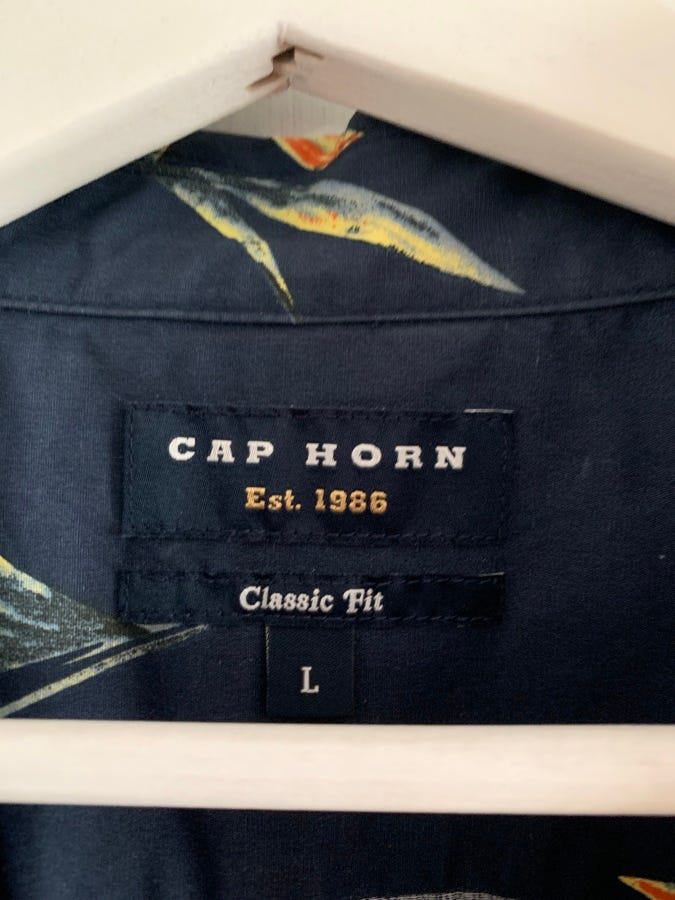 CAP HORN
Est. 1986
Classic Fit
L